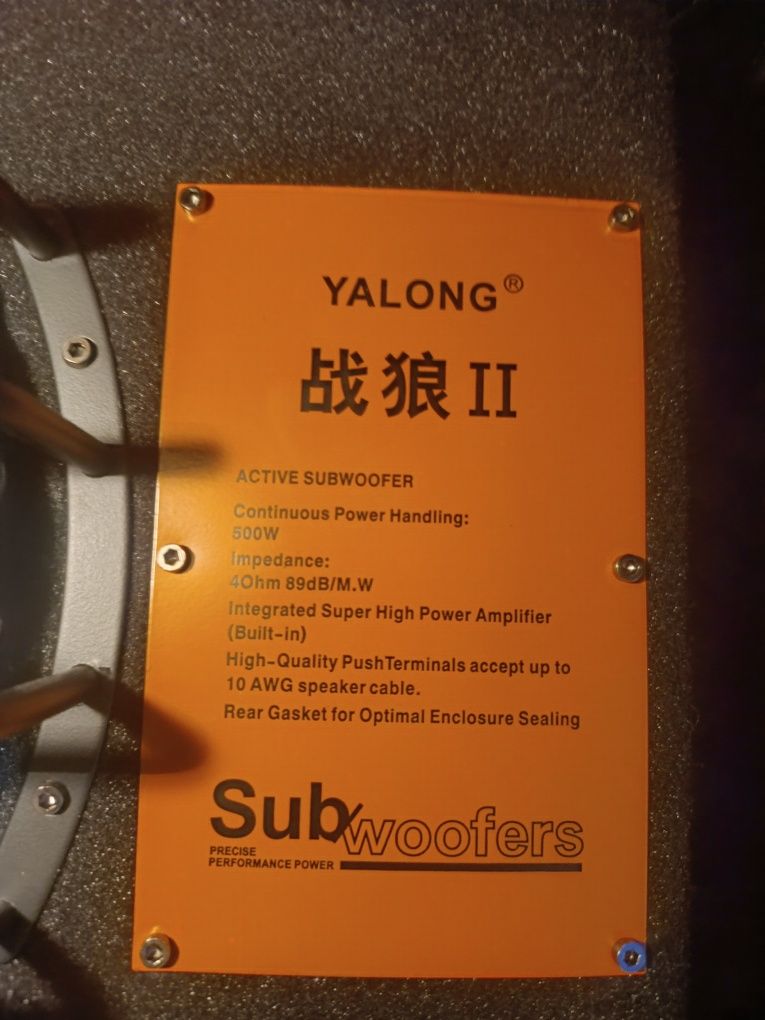 YALONG®
战狼II
ACTIVE SUBWOOFER
Continuous Power Handling:
500W
Impedance:
4Ohm 89dB/M.W
Integrated Super High Power Amplifier
(Built-in)
High-Quality PushTerminals accept up to
10 AWG speaker cable.
Rear Gasket for Optimal Enclosure Sealing
Subwoofers
PRECISE
PERFORMANCE POWER